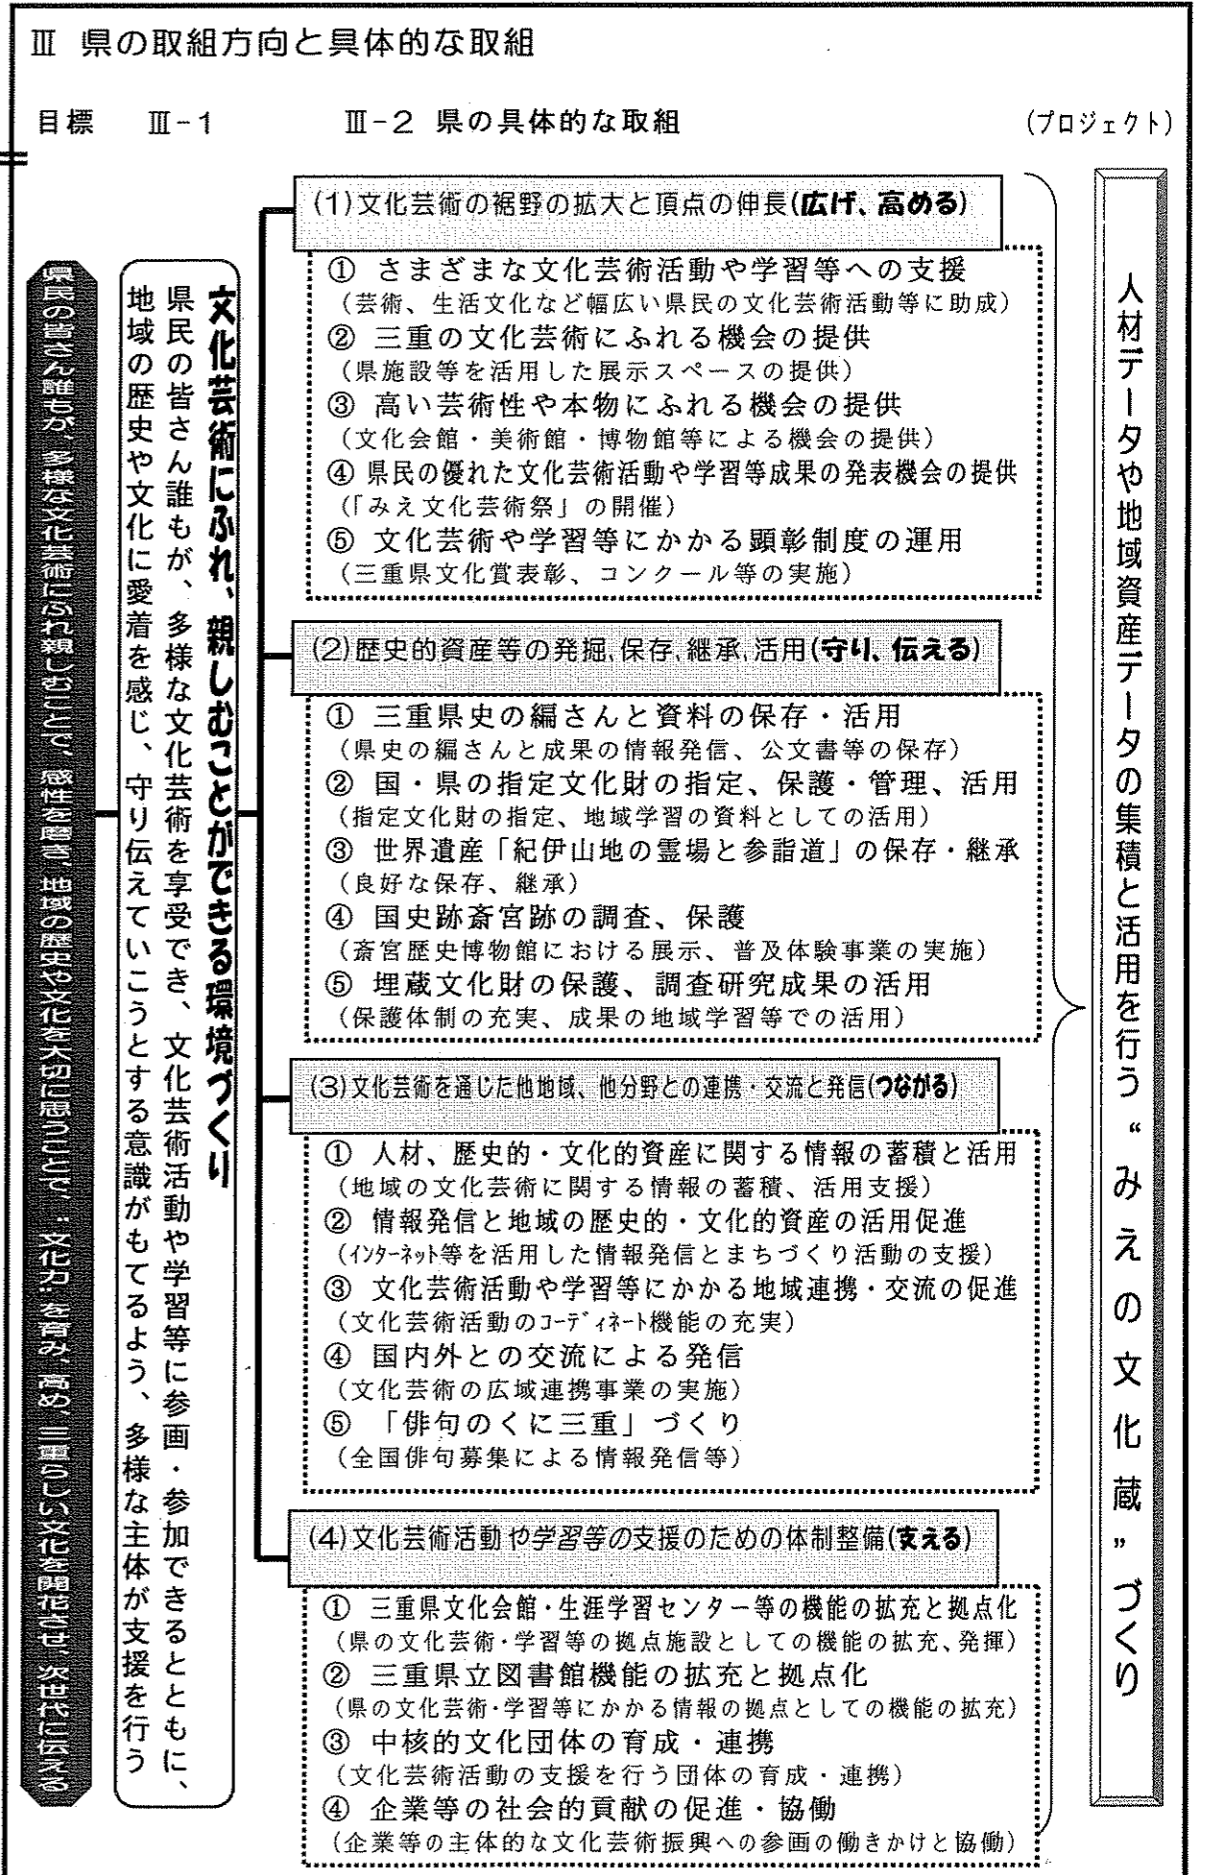 Ⅲ 県の取組方向と具体的な取組
目標 Ⅲ-1 Ⅲ-2 県の具体的な取組 (プロジェクト)
県民の皆さん誰もが、多様な文化芸術にふれ親しむことで、感性を磨き、地域の歴史や文化を大切に思うことで、“文化力”を育み、高め、三重らしい文化を開花させ、次世代に伝える
文化芸術にふれ、親しむことができる環境づくり
県民の皆さん誰もが、多様な文化芸術を享受でき、文化芸術活動や学習等に参画・参加できるとともに、
地域の歴史や文化に愛着を感じ、守り伝えていこうとする意識がもてるよう、多様な主体が支援を行う
(1)文化芸術の裾野の拡大と頂点の伸長(広げ、高める)
① さまざまな文化芸術活動や学習等への支援
(芸術、生活文化など幅広い県民の文化芸術活動等に助成)
② 三重の文化芸術にふれる機会の提供
(県施設等を活用した展示スペースの提供)
③ 高い芸術性や本物にふれる機会の提供
(文化会館・美術館・博物館等による機会の提供)
④ 県民の優れた文化芸術活動や学習等成果の発表機会の提供
(「みえ文化芸術祭」の開催)
⑤ 文化芸術や学習等にかかる顕彰制度の運用
(三重県文化賞表彰、コンクール等の実施)
(2)歴史的資産等の発掘,保存,継承,活用(守り、伝える)
① 三重県史の編さんと資料の保存・活用
(県史の編さんと成果の情報発信、公文書等の保存)
② 国・県の指定文化財の指定、保護・管理、活用
(指定文化財の指定、地域学習の資料としての活用)
③ 世界遺産「紀伊山地の霊場と参詣道」の保存・継承
(良好な保存、継承)
④ 国史跡斎宮跡の調査、保護
(斎宮歴史博物館における展示、普及体験事業の実施)
⑤ 埋蔵文化財の保護、調査研究成果の活用
(保護体制の充実、成果の地域学習等での活用)
(3)文化芸術を通じた他地域、他分野との連携・交流と発信(つながる)
① 人材、歴史的・文化的資産に関する情報の蓄積と活用
(地域の文化芸術に関する情報の蓄積、活用支援)
② 情報発信と地域の歴史的・文化的資産の活用促進
(インターネット等を活用した情報発信とまちづくり活動の支援)
③ 文化芸術活動や学習等にかかる地域連携・交流の促進
(文化芸術活動のコーディネート機能の充実)
④ 国内外との交流による発信
(文化芸術の広域連携事業の実施)
⑤ 「俳句のくに三重」づくり
(全国俳句募集による情報発信等)
(4)文化芸術活動や学習等の支援のための体制整備(支える)
① 三重県文化会館・生涯学習センター等の機能の拡充と拠点化
(県の文化芸術・学習等の拠点施設としての機能の拡充、発揮)
② 三重県立図書館機能の拡充と拠点化
(県の文化芸術・学習等にかかる情報の拠点としての機能の拡充)
③ 中核的文化団体の育成・連携
(文化芸術活動の支援を行う団体の育成・連携)
④ 企業等の社会的貢献の促進・協働
(企業等の主体的な文化芸術振興への参画の働きかけと協働)
人材データや地域資産データの集積と活用を行う“みえの文化蔵”づくり